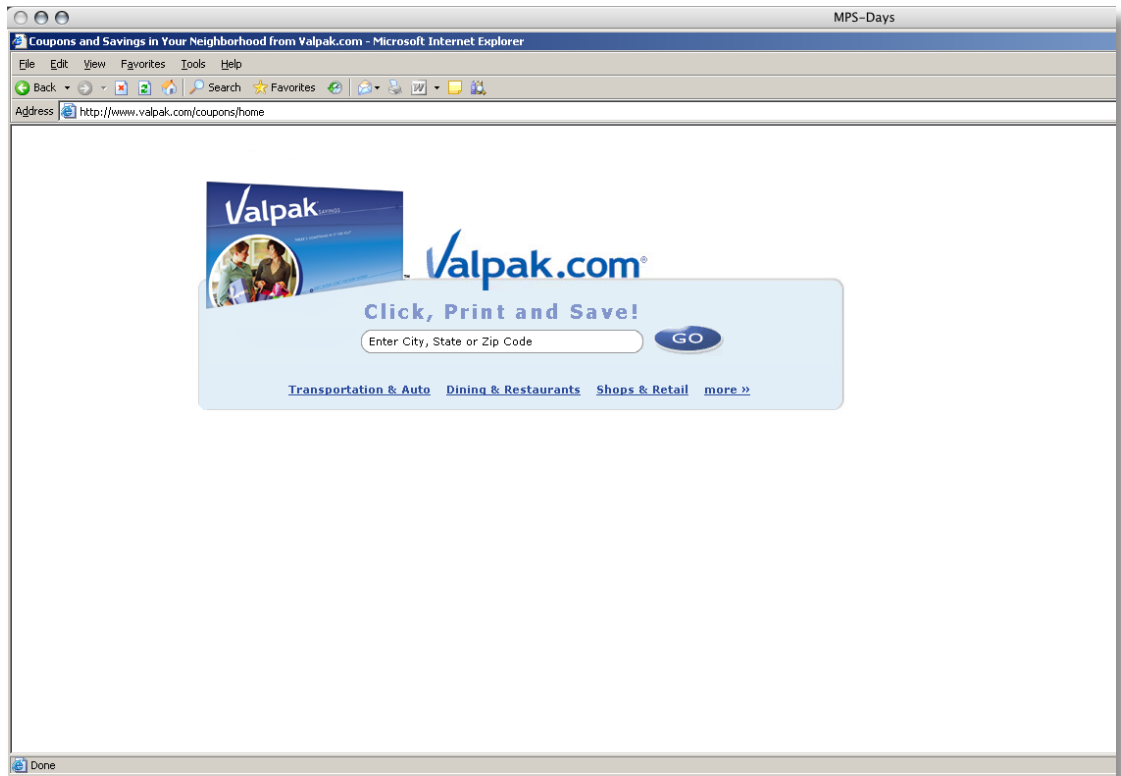 MPS-Days
Coupons and Savings in Your Neighborhood from Valpak.com - Microsoft Internet Explorer
File Edit View Favorites Tools Help
Back Search Favorites W
Address http://www.valpak.com/coupons/home
Valpak SAVINGS
Valpak.com®
™
Click, Print and Save!
Enter City, State or Zip Code GO
Transportation & Auto Dining & Restaurants Shops & Retail more »
Done